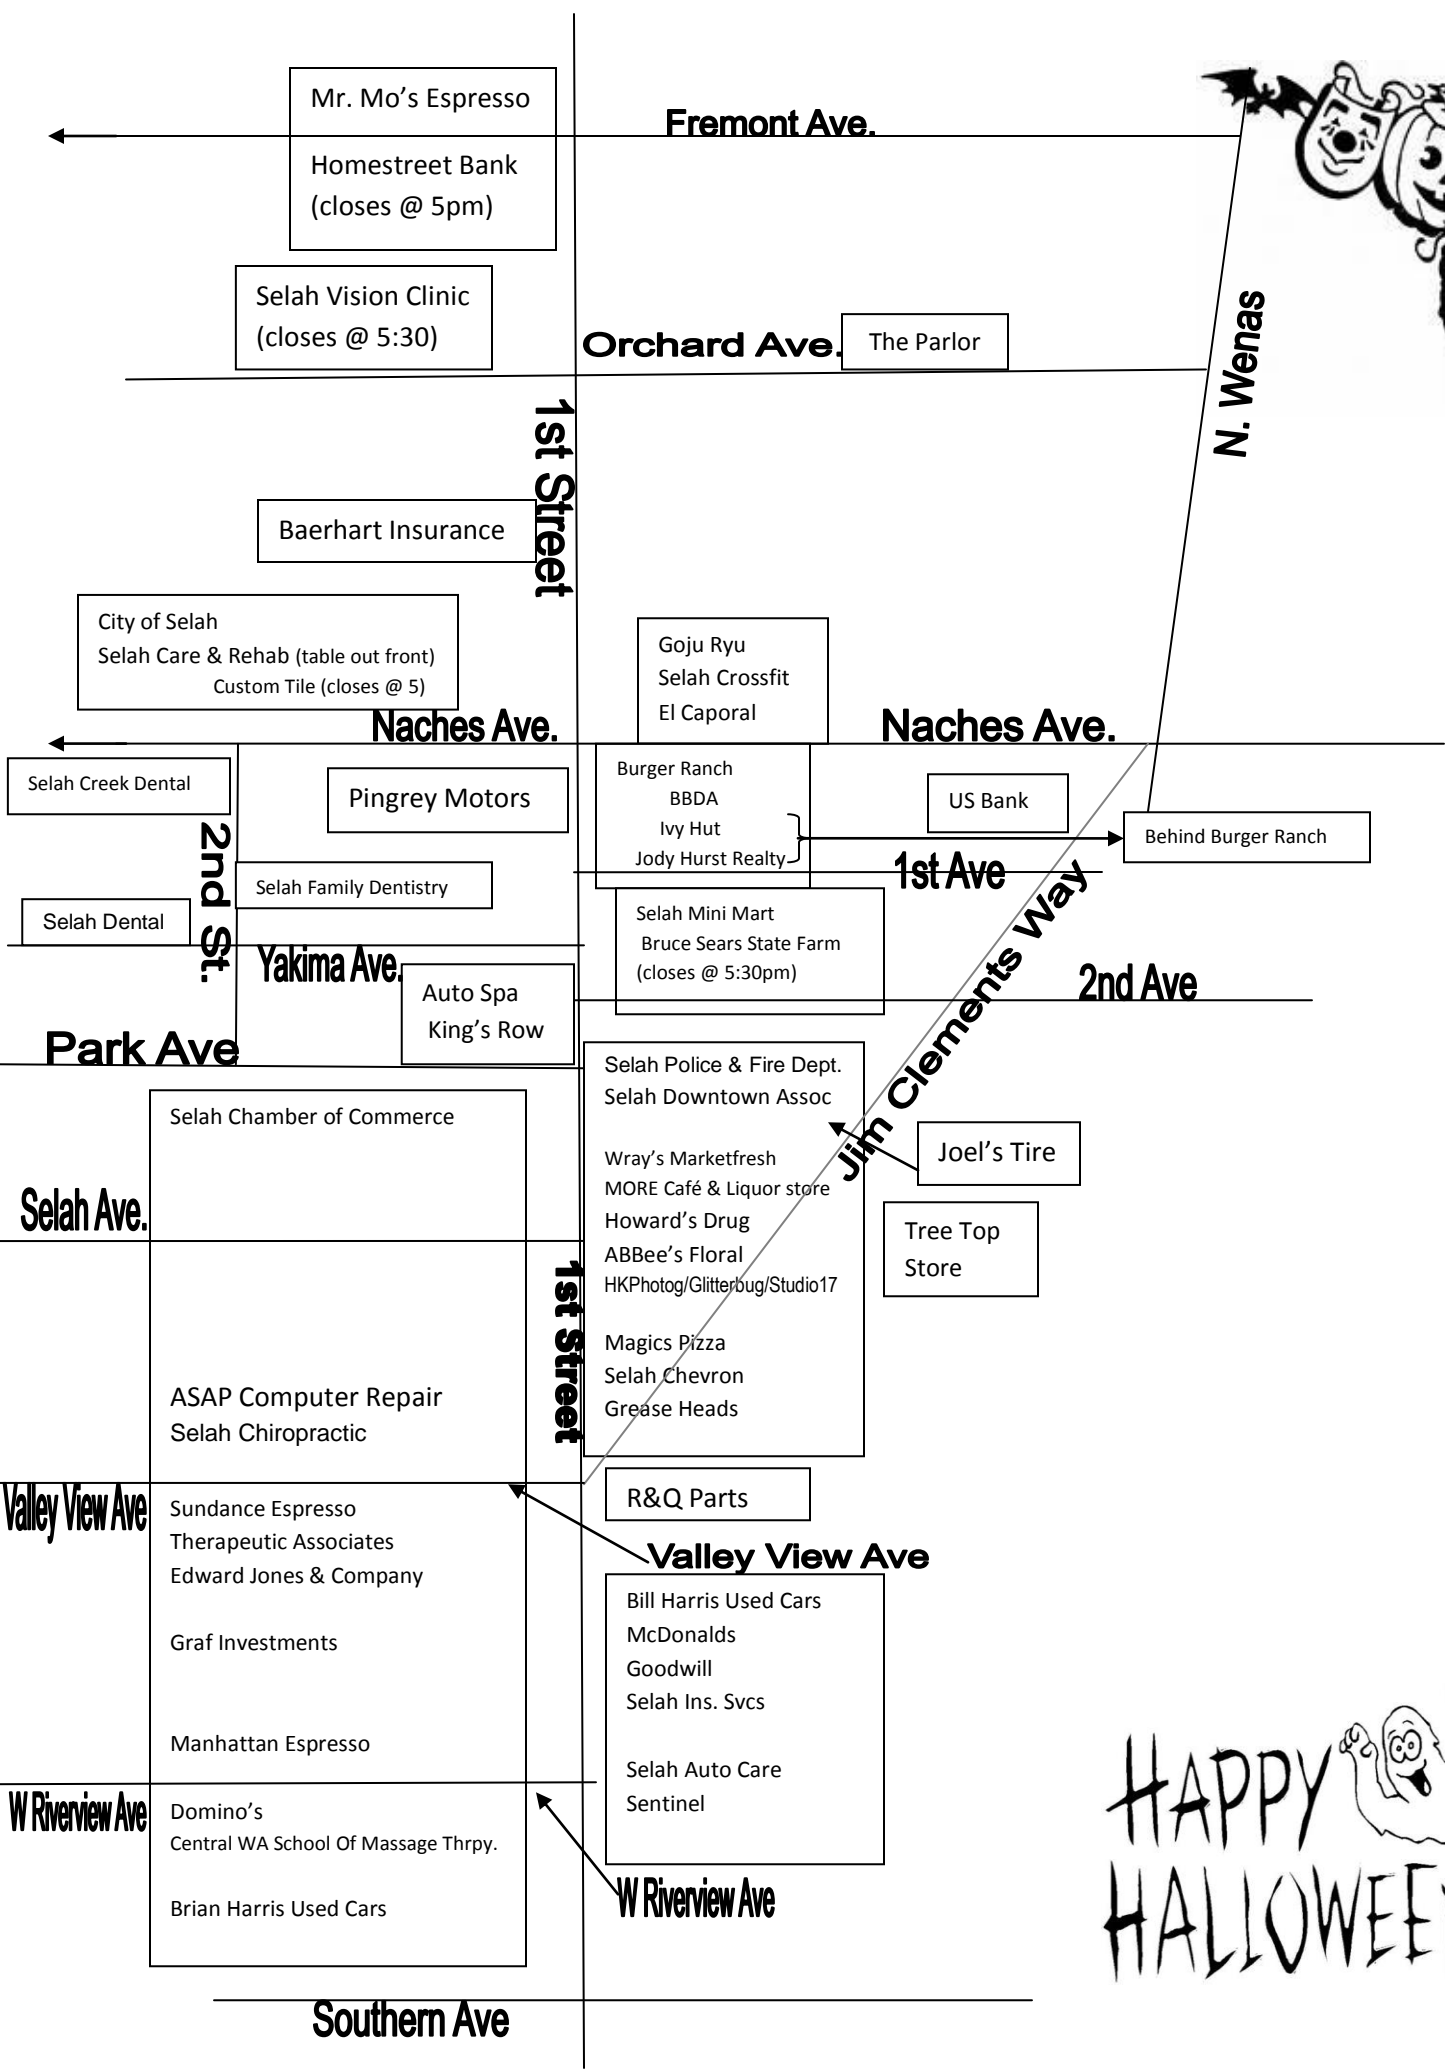 Mr. Mo's Espresso
Fremont Ave.
Homestreet Bank
(closes @ 5pm)
Selah Vision Clinic
(closes @ 5:30)
Orchard Ave.
The Parlor
N. Wenas
1st Street
Baerhart Insurance
City of Selah
Selah Care & Rehab (table out front)
Custom Tile (closes @ 5)
Goju Ryu
Selah Crossfit
El Caporal
Naches Ave.
Naches Ave.
Selah Creek Dental
Pingrey Motors
Burger Ranch
BBDA
Ivy Hut
Jody Hurst Realty
US Bank
Behind Burger Ranch
2nd St.
Selah Family Dentistry
1st Ave
Jim Clements Way
Selah Dental
Selah Mini Mart
Bruce Sears State Farm
(closes @ 5:30pm)
Yakima Ave.
2nd Ave
Auto Spa
King's Row
Park Ave
Selah Police & Fire Dept.
Selah Downtown Assoc
Selah Chamber of Commerce
Joel's Tire
Wray's Marketfresh
MORE Café & Liquor store
Howard's Drug
ABBee's Floral
HKPhotog/Glitterbug/Studio17
Selah Ave.
Tree Top
Store
1st Street
Magics Pizza
Selah Chevron
Grease Heads
ASAP Computer Repair
Selah Chiropractic
Valley View Ave
R&Q Parts
Sundance Espresso
Therapeutic Associates
Edward Jones & Company
Graf Investments
Manhattan Espresso
Valley View Ave
Bill Harris Used Cars
McDonalds
Goodwill
Selah Ins. Svcs
Selah Auto Care
Sentinel
W Riverview Ave
Domino's
Central WA School Of Massage Thrpy.
Brian Harris Used Cars
W Riverview Ave
HAPPY
HALLOWEE
Southern Ave